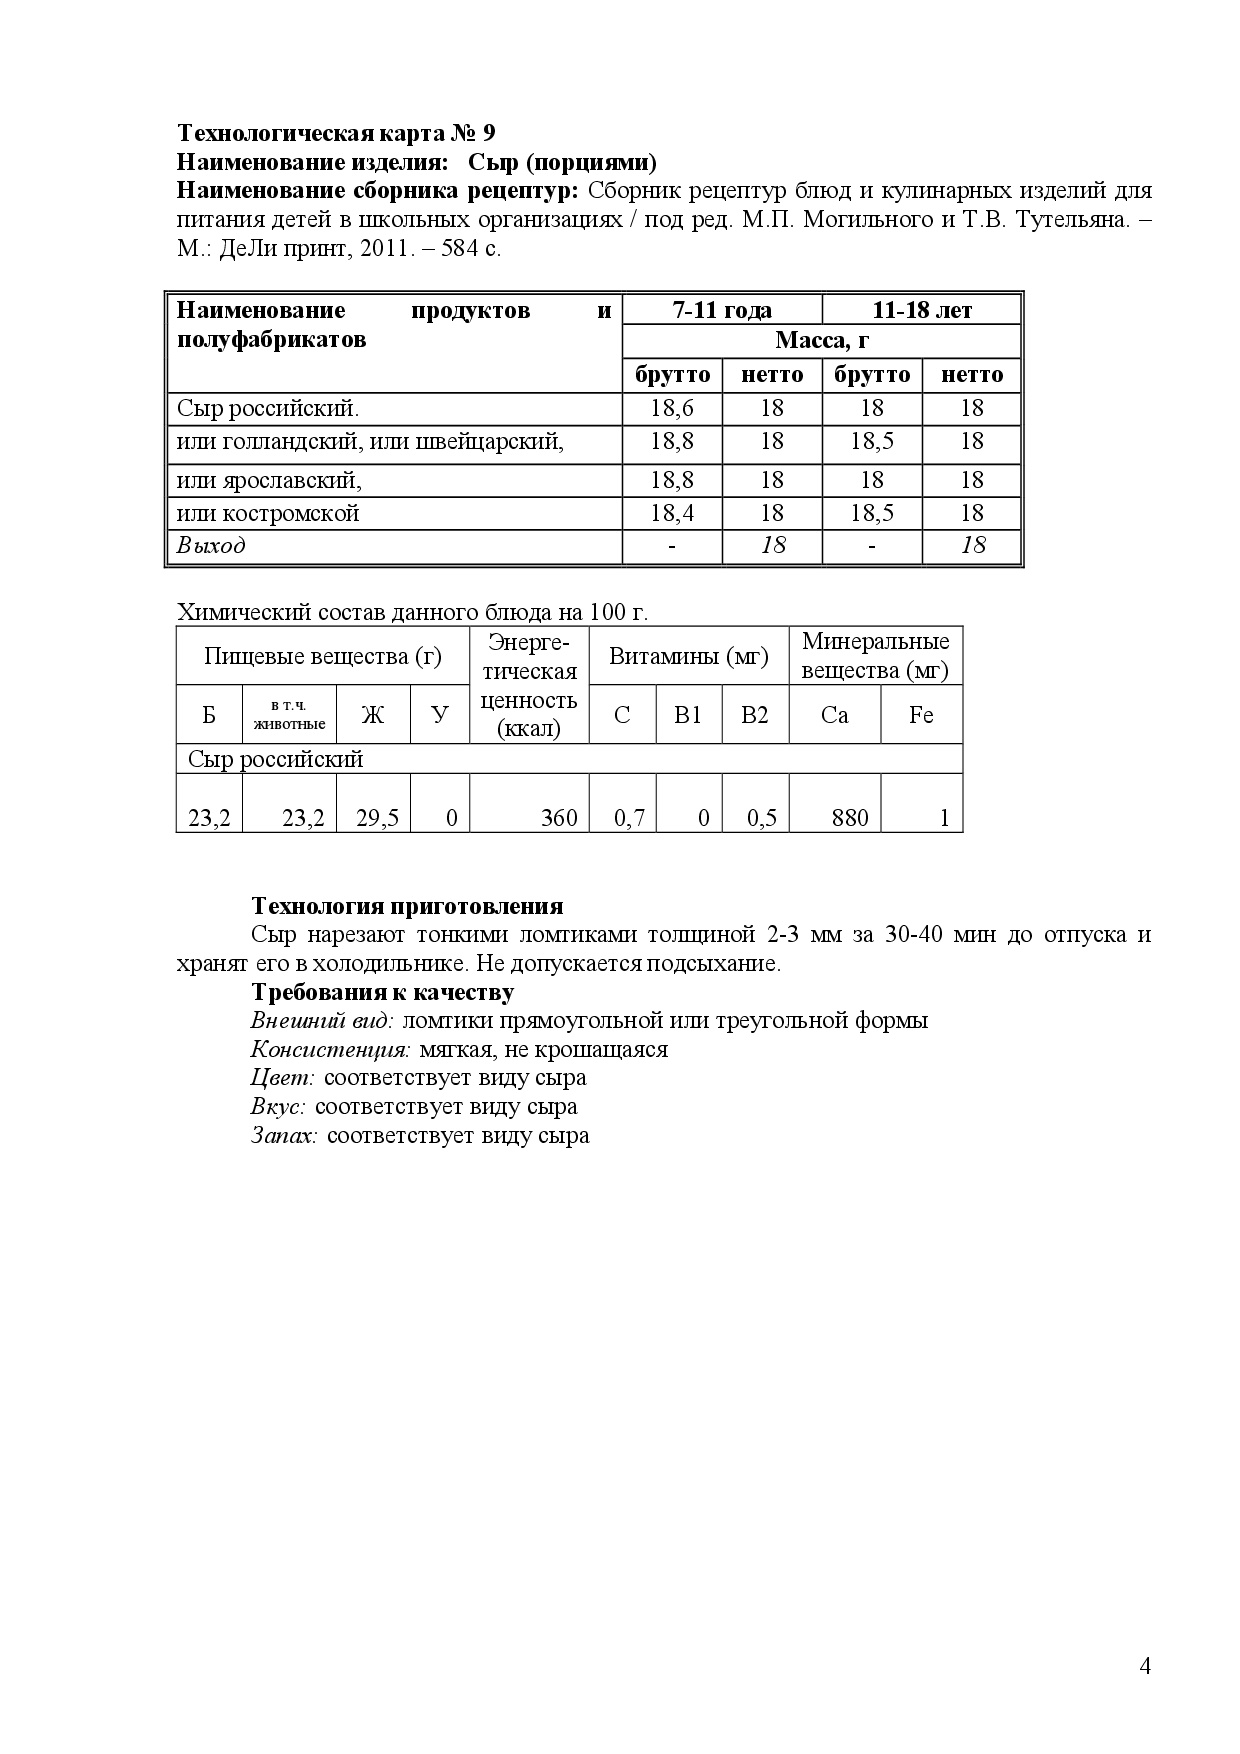 Технологическая карта № 9
Наименование изделия: Сыр (порциями)
Наименование сборника рецептур: Сборник рецептур блюд и кулинарных изделий для
питания детей в школьных организациях / под ред. М.П. Могильного и Т.В. Тутельяна. –
М.: ДеЛи принт, 2011. – 584 с.
Наименование продуктов и 7-11 года 11-18 лет
полуфабрикатов Масса, г
брутто нетто брутто нетто
Сыр российский. 18,6 18 18 18
или голландский, или швейцарский, 18,8 18 18,5 18
или ярославский, 18,8 18 18 18
или костромской 18,4 18 18,5 18
Выход - 18 - 18
Химический состав данного блюда на 100 г.
Пищевые вещества (г) Энерге-
тическая
ценность
(ккал) Витамины (мг) Минеральные
вещества (мг)
Б в т.ч.
животные Ж У С В1 В2 Са Fe
Сыр российский
23,2 23,2 29,5 0 360 0,7 0 0,5 880 1
Технология приготовления
Сыр нарезают тонкими ломтиками толщиной 2-3 мм за 30-40 мин до отпуска и
хранят его в холодильнике. Не допускается подсыхание.
Требования к качеству
Внешний вид: ломтики прямоугольной или треугольной формы
Консистенция: мягкая, не крошащаяся
Цвет: соответствует виду сыра
Вкус: соответствует виду сыра
Запах: соответствует виду сыра
4